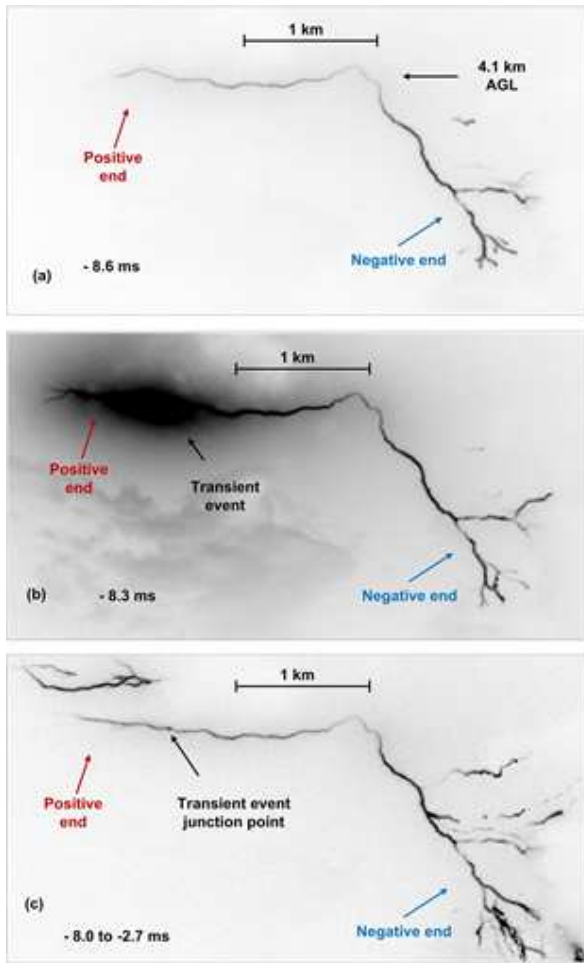 1 km
4.1 km
AGL
Positive
end
Negative end
(a)
- 8.6 ms
1 km
Positive
end
Transient
event
Negative end
(b)
- 8.3 ms
1 km
Positive
end
Transient event
junction point
Negative end
- 8.0 to -2.7 ms
(c)